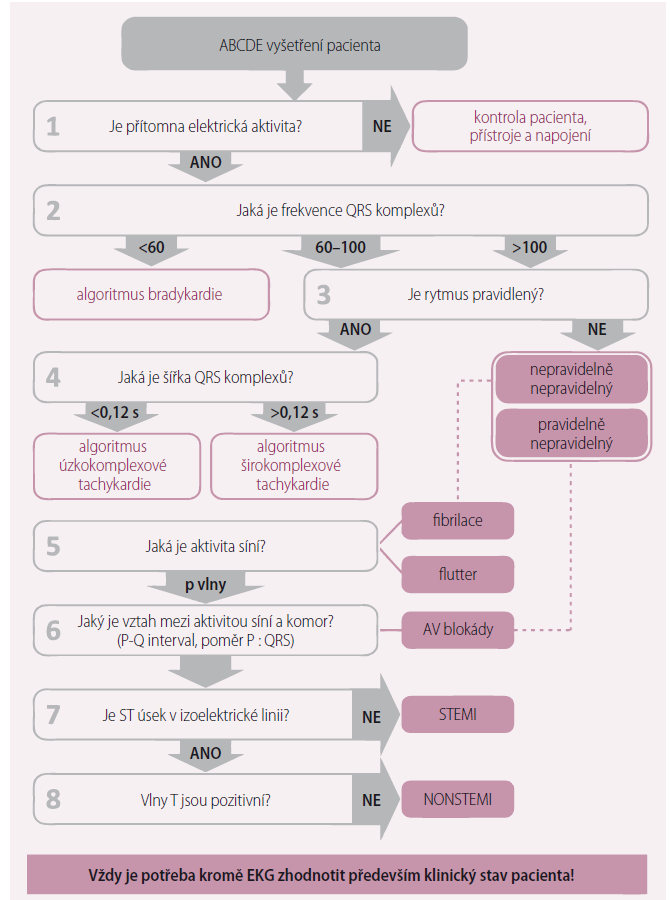 ABCDE vyšetření pacienta
1
Je přítomna elektrická aktivita?
NE
kontrola pacienta,
přístroje a napojení
ANO
2
Jaká je frekvence QRS komplexů?
<60
60–100
>100
algoritmus bradykardie
3
Je rytmus pravidlený?
ANO
NE
4
Jaká je šířka QRS komplexů?
nepravidelně
nepravidelný
<0,12 s
>0,12 s
pravidelně
nepravidelný
algoritmus
úzkokomplexové
tachykardie
algoritmus
širokomplexové
tachykardie
5
Jaká je aktivita síní?
fibrilace
flutter
p vlny
6
Jaký je vztah mezi aktivitou síní a komor?
(P-Q interval, poměr P : QRS)
AV blokády
7
Je ST úsek v izoelektrické linii?
NE
STEMI
ANO
8
Vlny T jsou pozitivní?
NE
NONSTEMI
Vždy je potřeba kromě EKG zhodnotit především klinický stav pacienta!